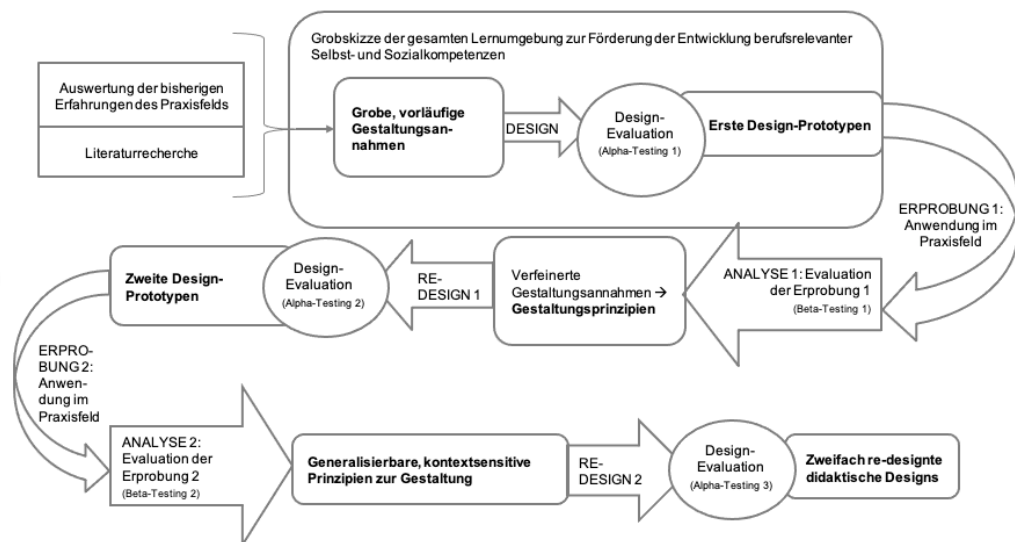 Grobskizze der gesamten Lernumgebung zur Förderung der Entwicklung berufsrelevanter
Selbst- und Sozialkompetenzen
Auswertung der bisherigen
Erfahrungen des Praxisfelds
Literaturrecherche
Grobe, vorläufige
Gestaltungsan-
nahmen
DESIGN
Design-
Evaluation
(Alpha-Testing 1)
Erste Design-Prototypen
ERPROBUNG 1:
Anwendung im
Praxisfeld
ANALYSE 1: Evaluation
der Erprobung 1
(Beta-Testing 1)
Verfeinerte
Gestaltungsannahmen →
Gestaltungsprinzipien
RE-
DESIGN 1
Design-
Evaluation
(Alpha-Testing 2)
Zweite Design-
Prototypen
ERPRO-
BUNG 2:
Anwen-
dung im
Praxisfeld
ANALYSE 2:
Evaluation der
Erprobung 2
(Beta-Testing 2)
Generalisierbare, kontextsensitive
Prinzipien zur Gestaltung
RE-
DESIGN 2
Design-
Evaluation
(Alpha-Testing 3)
Zweifach re-designte
didaktische Designs